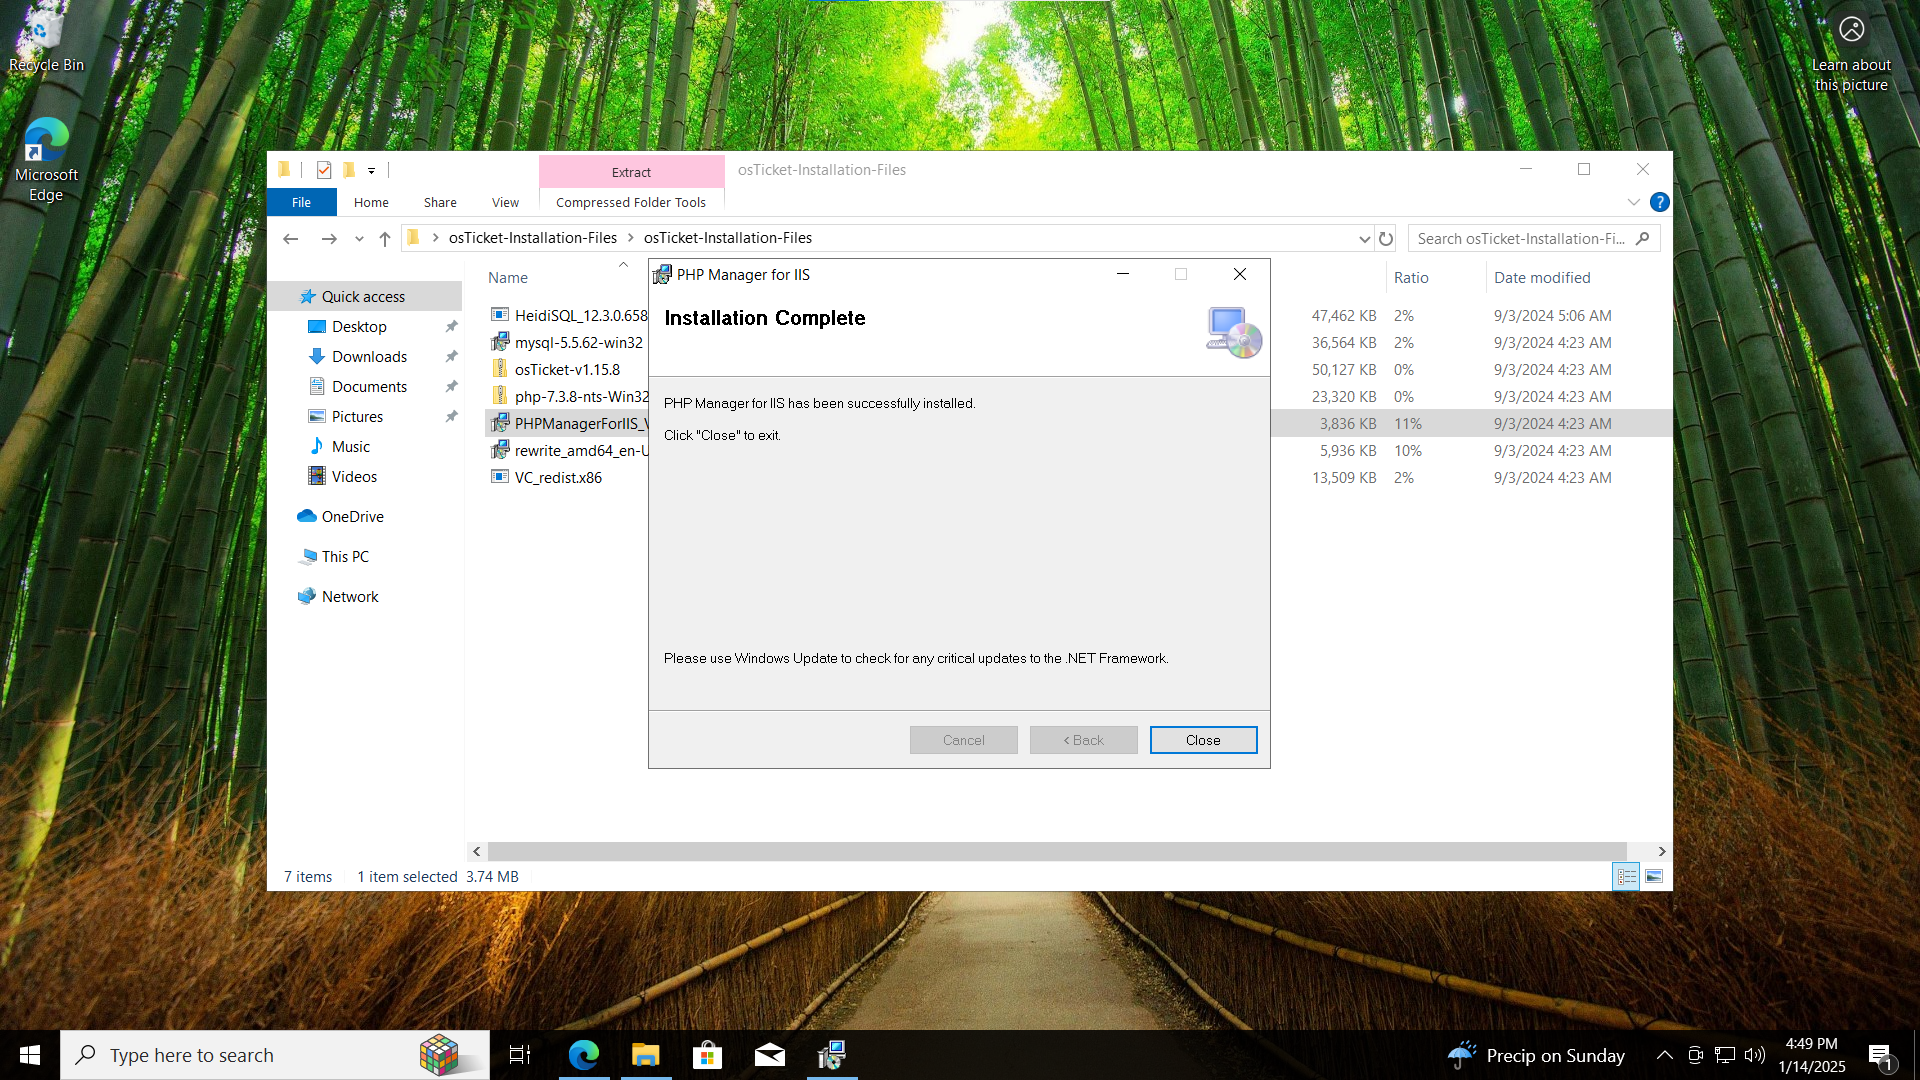 Recycle Bin
Microsoft
Edge
Learn about
this picture
Extract
osTicket-Installation-Files
File
Home
Share
View
Compressed Folder Tools
?
osTicket-Installation-Files
osTicket-Installation-Files
Search osTicket-Installation-Fi...
Quick access
Desktop
Downloads
Documents
Pictures
Music
Videos
OneDrive
This PC
Network
Name
Ratio
Date modified
HeidiSQL_12.3.0.658
47,462 KB 2% 9/3/2024 5:06 AM
mysql-5.5.62-win32
36,564 KB 2% 9/3/2024 4:23 AM
osTicket-v1.15.8
50,127 KB 0% 9/3/2024 4:23 AM
php-7.3.8-nts-Win32
23,320 KB 0% 9/3/2024 4:23 AM
PHPManagerForIIS_V
3,836 KB 11% 9/3/2024 4:23 AM
rewrite_amd64_en-U
5,936 KB 10% 9/3/2024 4:23 AM
VC_redist.x86
13,509 KB 2% 9/3/2024 4:23 AM
PHP Manager for IIS
Installation Complete
PHP Manager for IIS has been successfully installed.
Click "Close" to exit.
Please use Windows Update to check for any critical updates to the .NET Framework.
Cancel
< Back
Close
7 items
1 item selected 3.74 MB
Type here to search
Precip on Sunday
4:49 PM
1/14/2025
1